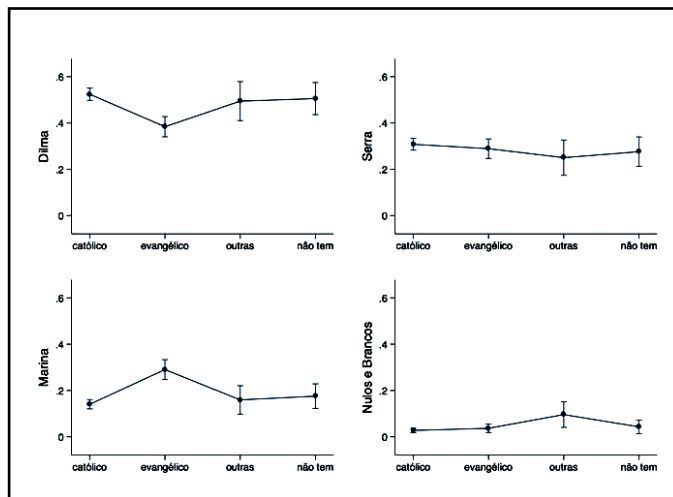 Dilma
.6
.4
.2
0
católico evangélico outras não tem
Serra
.6
.4
.2
0
católico evangélico outras não tem
Marina
.6
.4
.2
0
católico evangélico outras não tem
Nulos e Brancos
.6
.4
.2
0
católico evangélico outras não tem